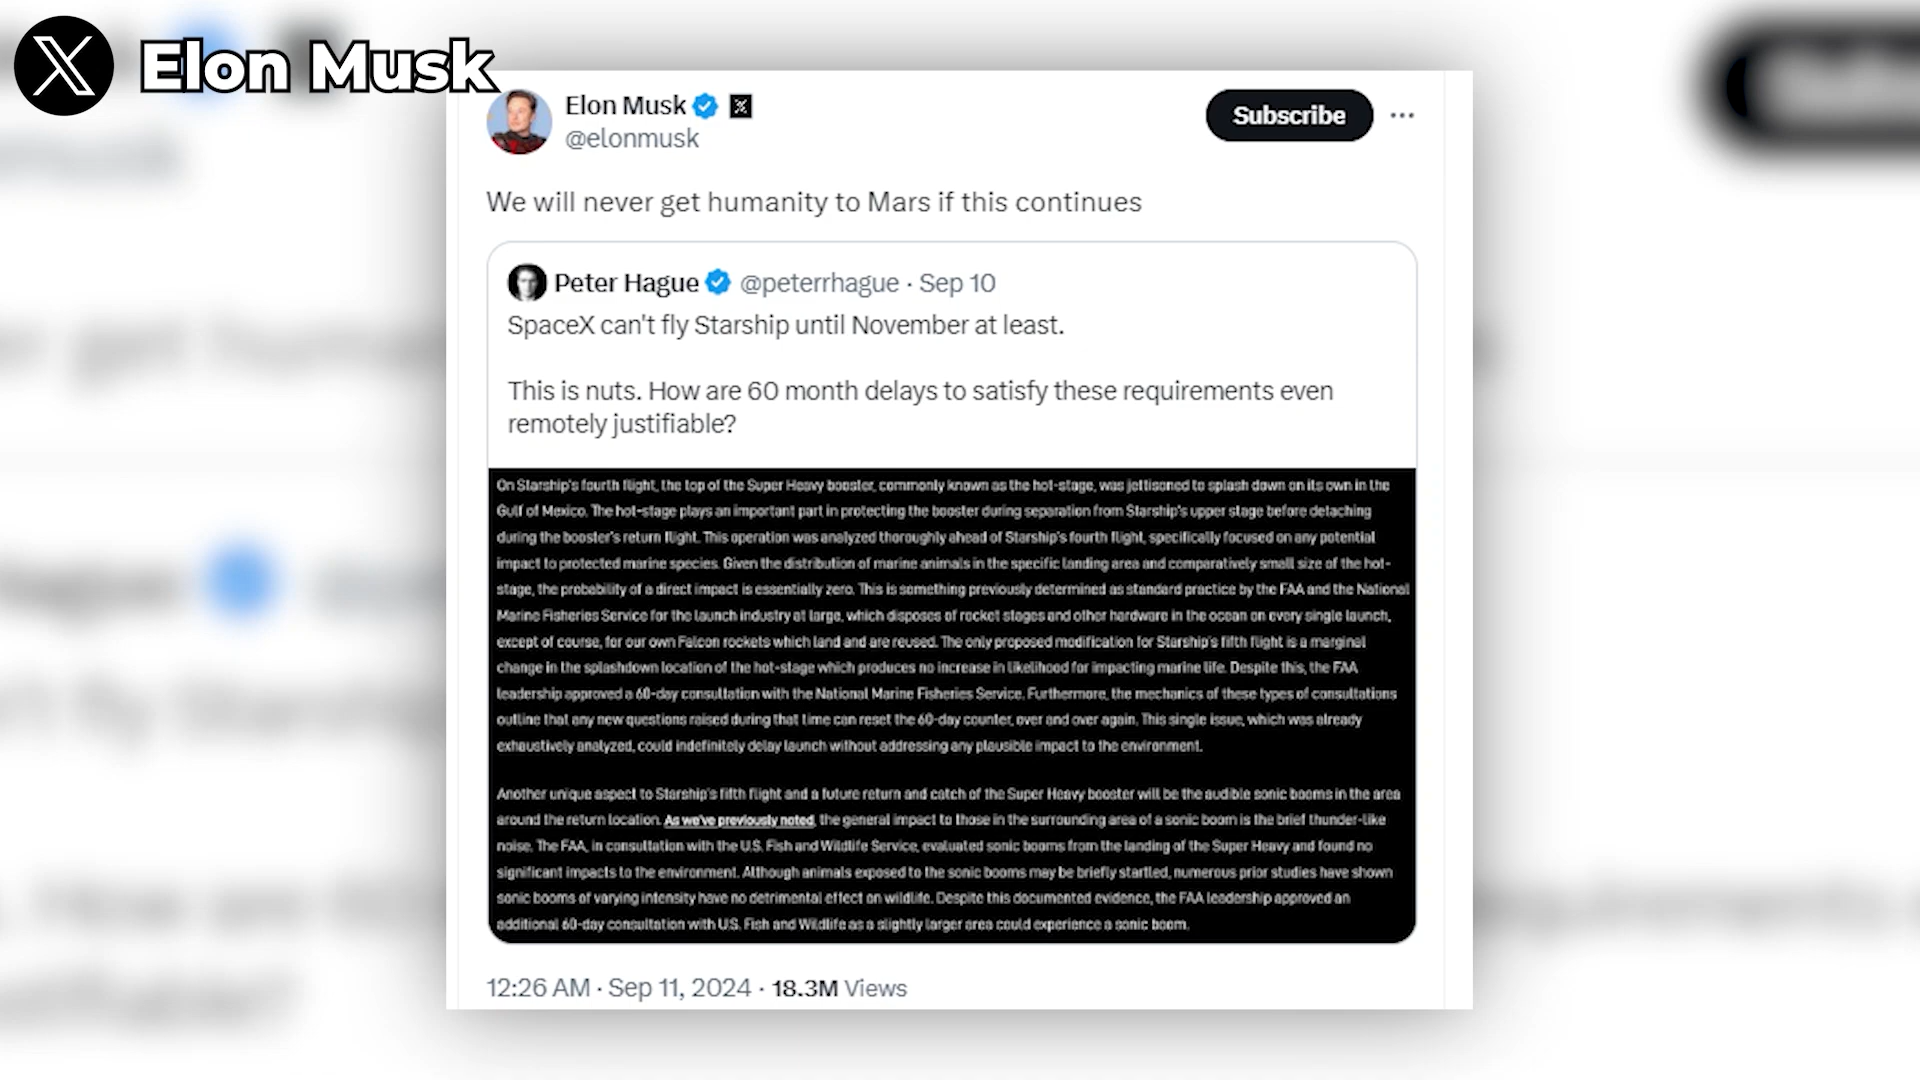 Elon Musk
Elon Musk
@elonmusk
Subscribe
We will never get humanity to Mars if this continues
Peter Hague @peterrhague · Sep 10
SpaceX can't fly Starship until November at least.
This is nuts. How are 60 month delays to satisfy these requirements even
remotely justifiable?
On Starship's fourth flight, the top of the Super Heavy booster, commonly known as the hot-stage, was jettisoned to splash down on its own in the
Gulf of Mexico. The hot-stage plays an important part in protecting the booster during separation from Starship's upper stage before detaching
during the booster's return flight. This operation was analyzed thoroughly ahead of Starship's fourth flight, specifically focused on any potential
impact to protected marine species. Given the distribution of marine animals in the specific landing area and comparatively small size of the hot-
stage, the probability of a direct impact is essentially zero. This is something previously determined as standard practice by the FAA and the National
Marine Fisheries Service for the launch industry at large, which disposes of rocket stages and other hardware in the ocean on every single launch,
except of course, for our own Falcon rockets which land and are reused. The only proposed modification for Starship's fifth flight is a marginal
change in the splashdown location of the hot-stage which produces no increase in likelihood for impacting marine life. Despite this, the FAA
leadership approved a 60-day consultation with the National Marine Fisheries Service. Furthermore, the mechanics of these types of consultations
outline that any new questions raised during that time can reset the 60-day counter, over and over again. This single issue, which was already
exhaustively analyzed, could indefinitely delay launch without addressing any plausible impact to the environment.
Another unique aspect to Starship's fifth flight and a future return and catch of the Super Heavy booster will be the audible sonic booms in the area
around the return location. As we've previously noted, the general impact to those in the surrounding area of a sonic boom is the brief thunder-like
noise. The FAA, in consultation with the U.S. Fish and Wildlife Service, evaluated sonic booms from the landing of the Super Heavy and found no
significant impacts to the environment. Although animals exposed to the sonic booms may be briefly startled, numerous prior studies have shown
sonic booms of varying intensity have no detrimental effect on wildlife. Despite this documented evidence, the FAA leadership approved an
additional 60-day consultation with U.S. Fish and Wildlife as a slightly larger area could experience a sonic boom.
12:26 AM · Sep 11, 2024 · 18.3M Views